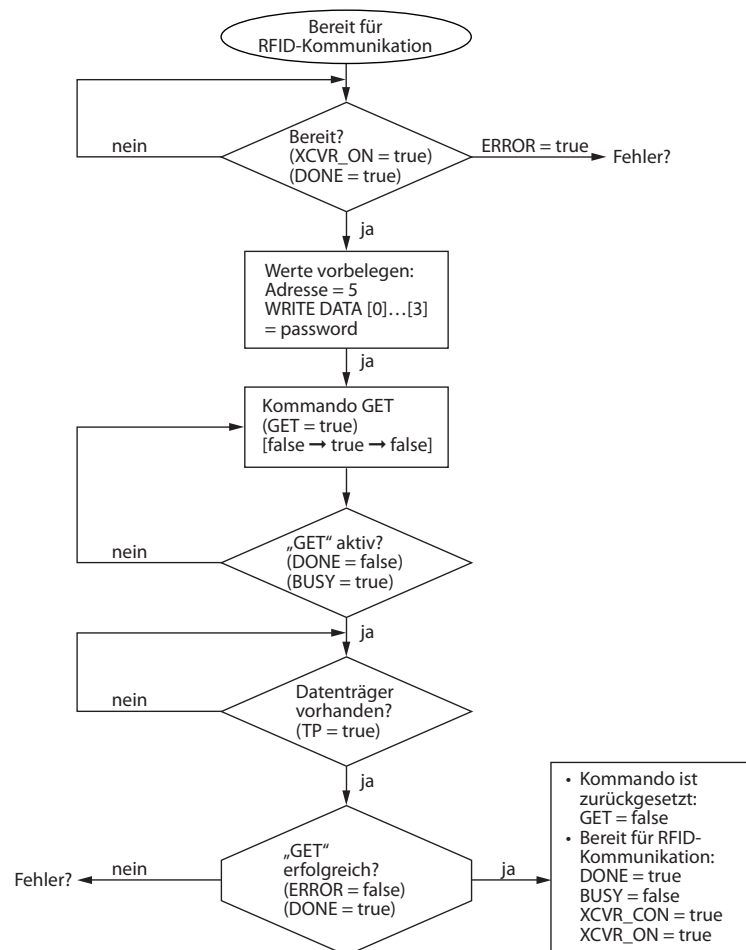 Bereit für
RFID-Kommunikation
nein
Bereit?
(XCVR_ON = true)
(DONE = true)
ERROR = true
Fehler?
ja
Werte vorbelegen:
Adresse = 5
WRITE DATA [0]…[3]
= password
ja
Kommando GET
(GET = true)
[false ➞ true ➞ false]
nein
„GET“ aktiv?
(DONE = false)
(BUSY = true)
ja
nein
Datenträger
vorhanden?
(TP = true)
ja
Fehler?
nein
„GET“
erfolgreich?
(ERROR = false)
(DONE = true)
ja
• Kommando ist
zurückgesetzt:
GET = false
• Bereit für RFID-
Kommunikation:
DONE = true
BUSY = false
XCVR_CON = true
XCVR_ON = true